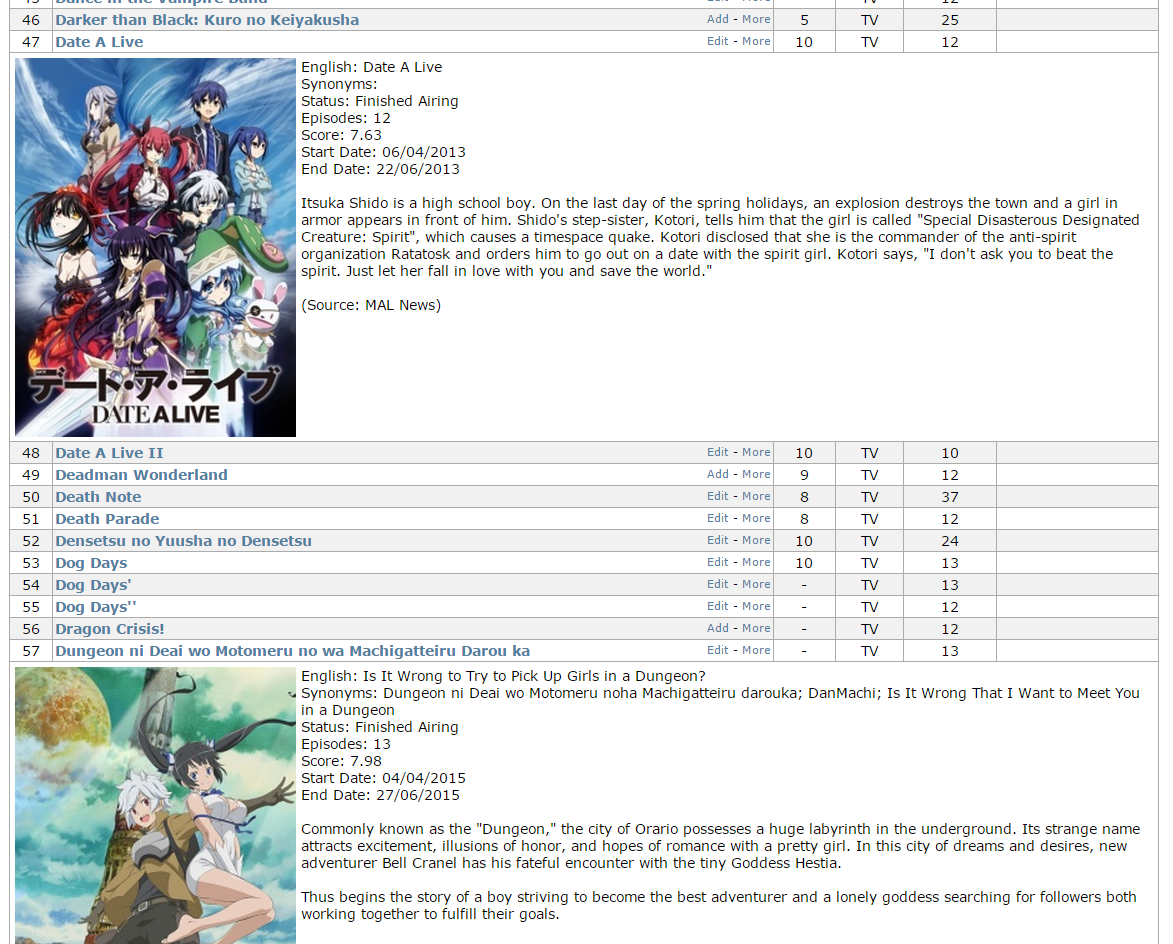 46 Darker than Black: Kuro no Keiyakusha Add - More 5 TV 25
47 Date A Live Edit - More 10 TV 12
English: Date A Live
Synonyms:
Status: Finished Airing
Episodes: 12
Score: 7.63
Start Date: 06/04/2013
End Date: 22/06/2013
Itsuka Shido is a high school boy. On the last day of the spring holidays, an explosion destroys the town and a girl in
armor appears in front of him. Shido's step-sister, Kotori, tells him that the girl is called "Special Disasterous Designated
Creature: Spirit", which causes a timespace quake. Kotori disclosed that she is the commander of the anti-spirit
organization Ratatosk and orders him to go out on a date with the spirit girl. Kotori says, "I don't ask you to beat the
spirit. Just let her fall in love with you and save the world."
(Source: MAL News)
デート・ア・ライブ
DATE A LIVE
48 Date A Live II Edit - More 10 TV 10
49 Deadman Wonderland Add - More 9 TV 12
50 Death Note Edit - More 8 TV 37
51 Death Parade Edit - More 8 TV 12
52 Densetsu no Yuusha no Densetsu Edit - More 10 TV 24
53 Dog Days Edit - More 10 TV 13
54 Dog Days' Edit - More - TV 13
55 Dog Days'' Edit - More - TV 12
56 Dragon Crisis! Add - More - TV 12
57 Dungeon ni Deai wo Motomeru no wa Machigatteiru Darou ka Edit - More - TV 13
English: Is It Wrong to Try to Pick Up Girls in a Dungeon?
Synonyms: Dungeon ni Deai wo Motomeru noha Machigatteiru darouka; DanMachi; Is It Wrong That I Want to Meet You
in a Dungeon
Status: Finished Airing
Episodes: 13
Score: 7.98
Start Date: 04/04/2015
End Date: 27/06/2015
Commonly known as the "Dungeon," the city of Orario possesses a huge labyrinth in the underground. Its strange name
attracts excitement, illusions of honor, and hopes of romance with a pretty girl. In this city of dreams and desires, new
adventurer Bell Cranel has his fateful encounter with the tiny Goddess Hestia.
Thus begins the story of a boy striving to become the best adventurer and a lonely goddess searching for followers both
working together to fulfill their goals.